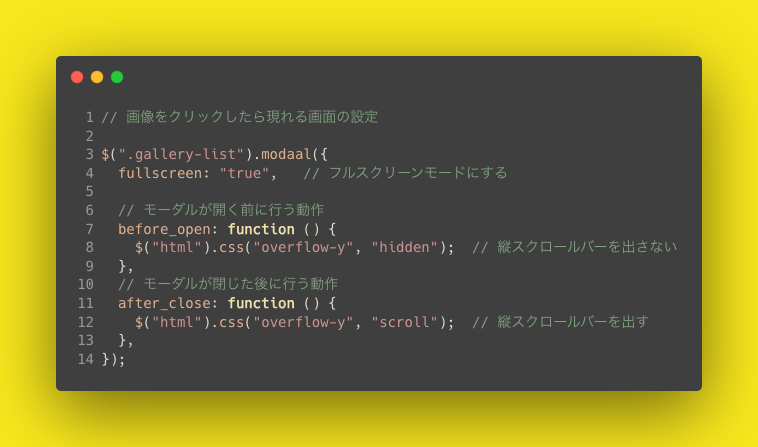 1 // 画像をクリックしたら現れる画面の設定
2
3 $(".gallery-list").modaal({
4   fullscreen: "true",   // フルスクリーンモードにする
5
6   // モーダルが開く前に行う動作
7   before_open: function () {
8     $("html").css("overflow-y", "hidden");  // 縦スクロールバーを出さない
9   },
10   // モーダルが閉じた後に行う動作
11   after_close: function () {
12     $("html").css("overflow-y", "scroll");  // 縦スクロールバーを出す
13   },
14 });